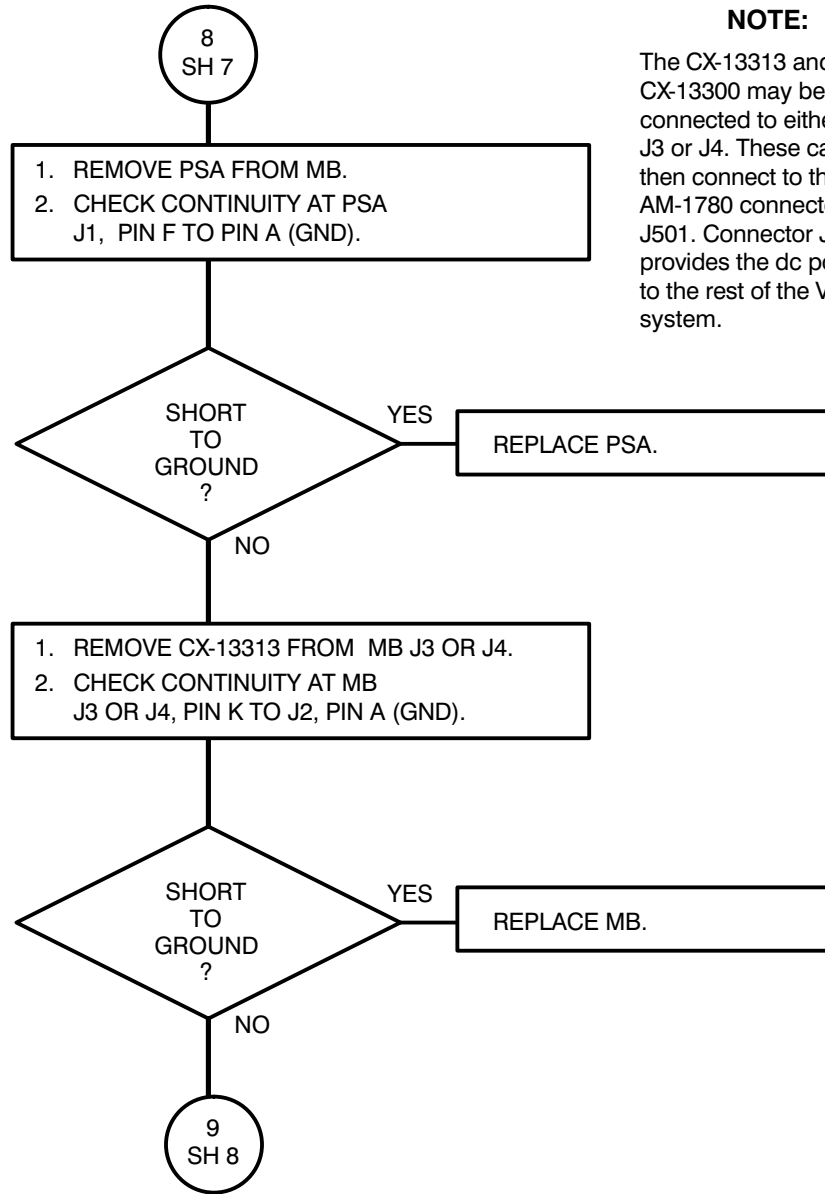 8
SH 7
NOTE:
The CX-13313 and
CX-13300 may be
connected to eithe
J3 or J4. These ca
then connect to th
AM-1780 connect
J501. Connector J
provides the dc po
to the rest of the V
system.
1. REMOVE PSA FROM MB.
2. CHECK CONTINUITY AT PSA
J1, PIN F TO PIN A (GND).
SHORT
TO
GROUND
?
YES
REPLACE PSA.
NO
1. REMOVE CX-13313 FROM MB J3 OR J4.
2. CHECK CONTINUITY AT MB
J3 OR J4, PIN K TO J2, PIN A (GND).
SHORT
TO
GROUND
?
YES
REPLACE MB.
NO
9
SH 8